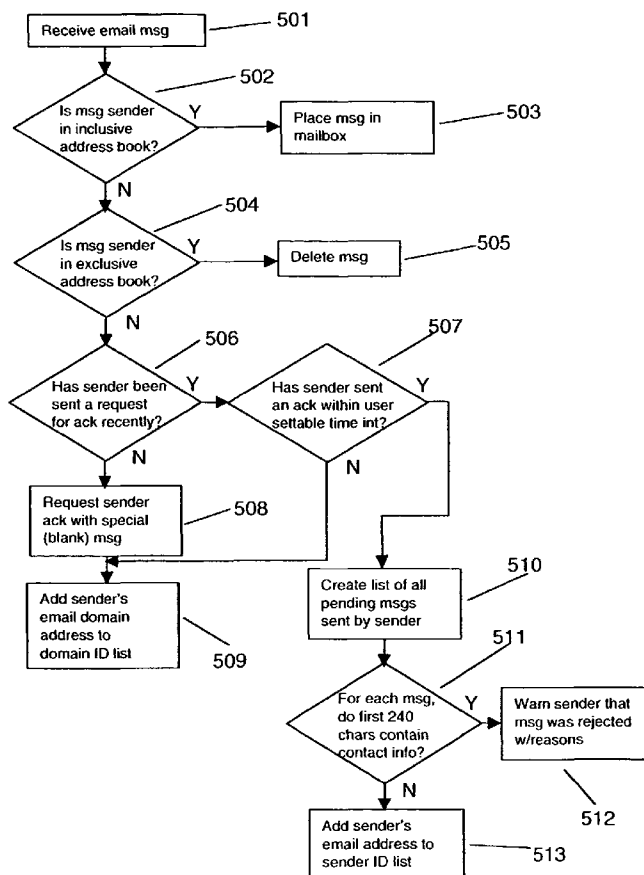 Receive email msg
501
502
Is msg sender
in inclusive
address book?
Y
Place msg in
mailbox
503
N
504
Is msg sender
in exclusive
address book?
Y
Delete msg
505
N
506
507
Has sender been
sent a request
for ack recently?
Y
Has sender sent
an ack within user
settable time int?
Y
N
N
Request sender
ack with special
(blank) msg
508
Add sender's
email domain
address to
domain ID list
509
Create list of all
pending msgs
sent by sender
510
511
For each msg,
do first 240
chars contain
contact info?
Y
Warn sender that
msg was rejected
w/reasons
512
N
Add sender's
email address to
sender ID list
513